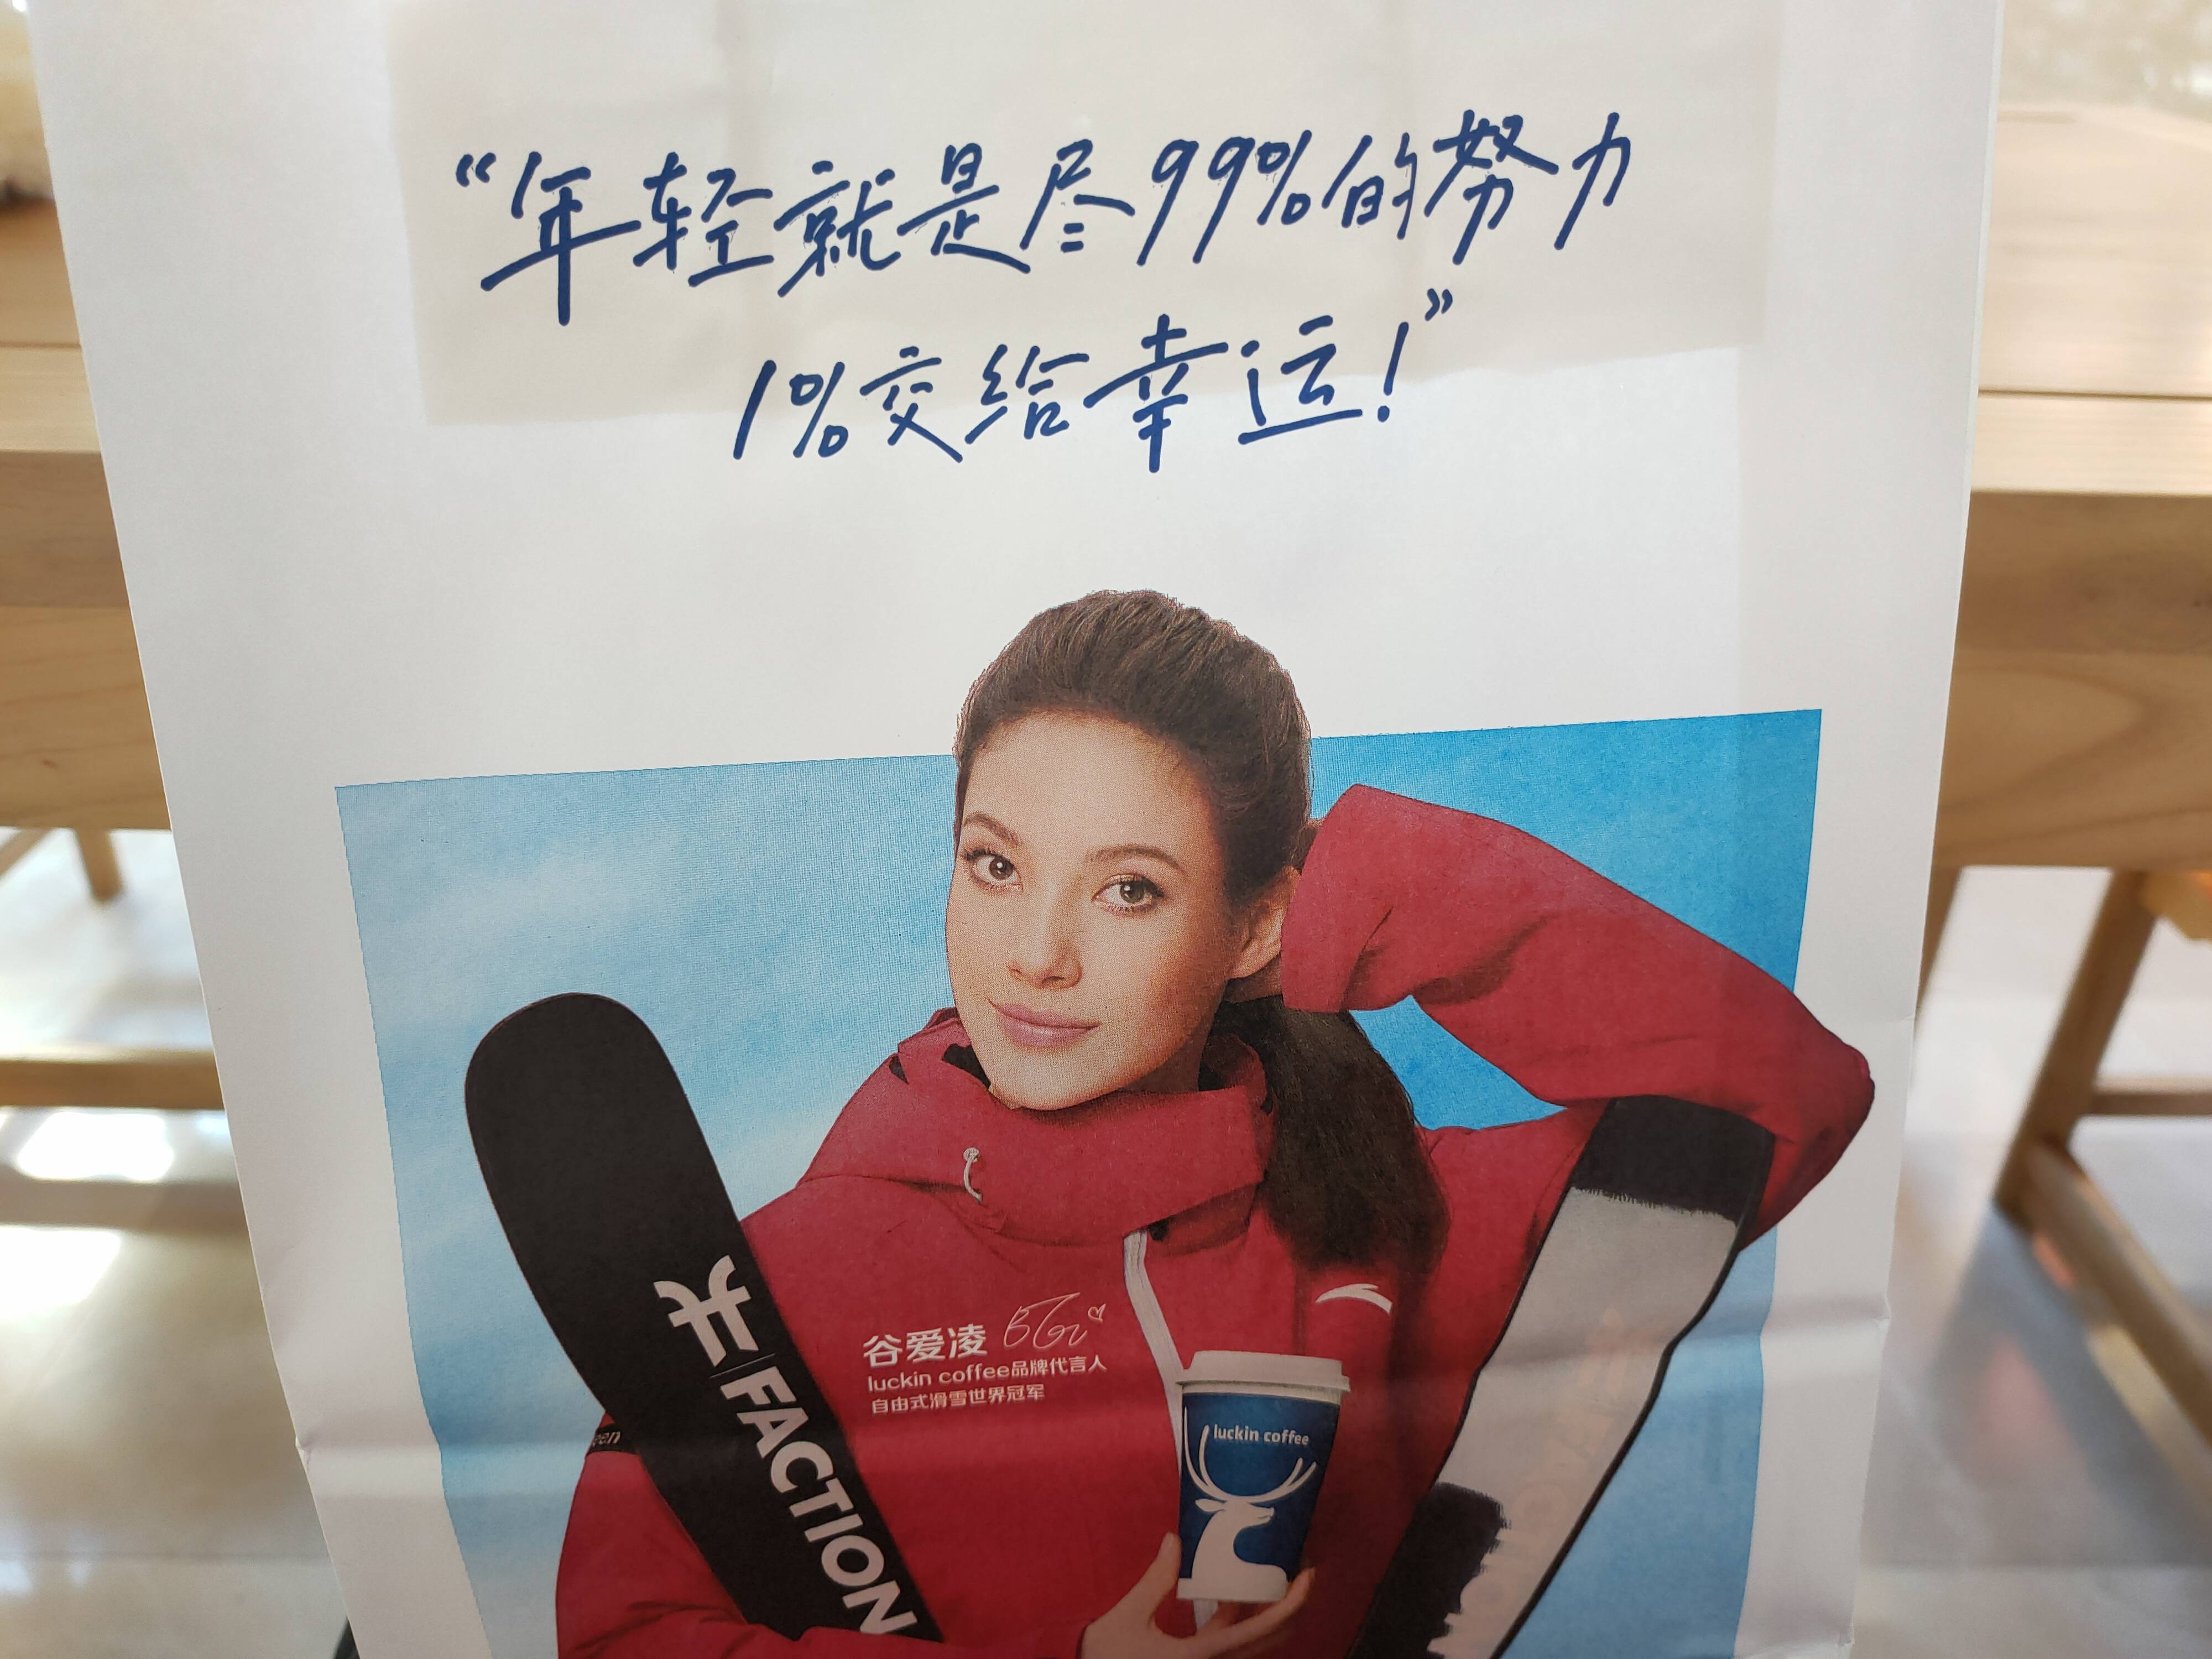 “年轻就是尽99%的努力
1%交给幸运!”
谷爱凌
luckin coffee品牌代言人
自由式滑雪世界冠军
luckin coffee
FACTION